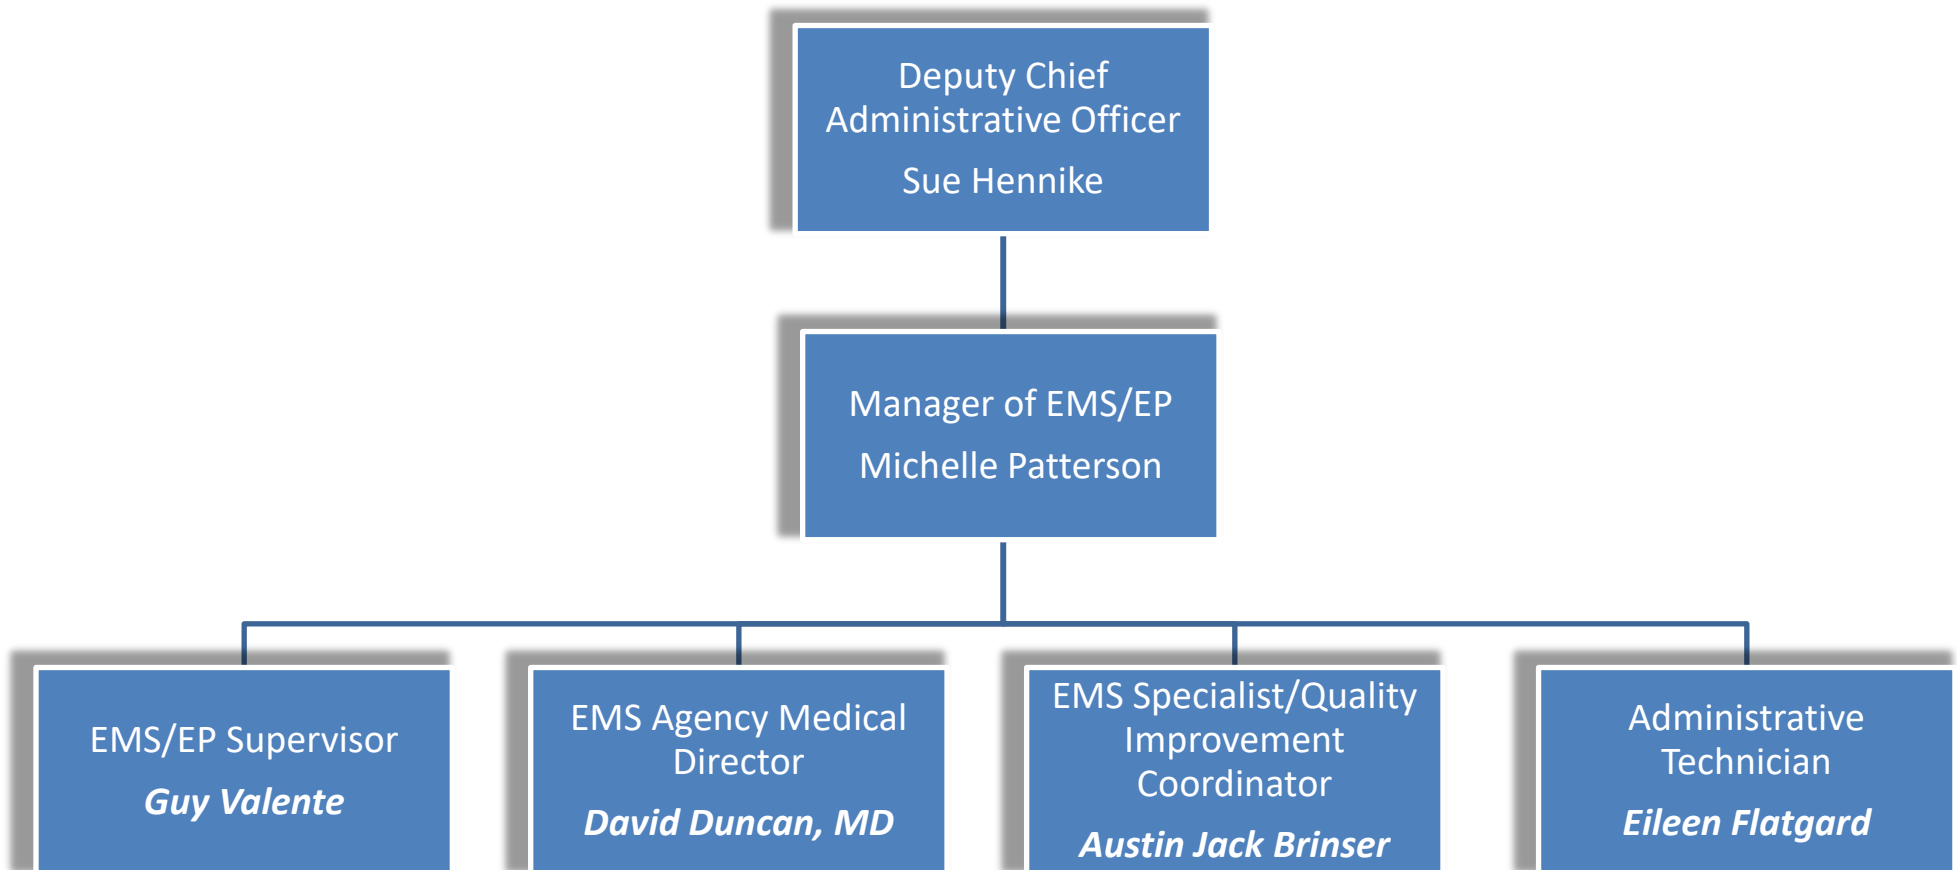 Deputy Chief
Administrative Officer
Sue Hennike
Manager of EMS/EP
Michelle Patterson
EMS/EP Supervisor
Guy Valente
EMS Agency Medical
Director
David Duncan, MD
EMS Specialist/Quality
Improvement
Coordinator
Austin Jack Brinser
Administrative
Technician
Eileen Flatgard